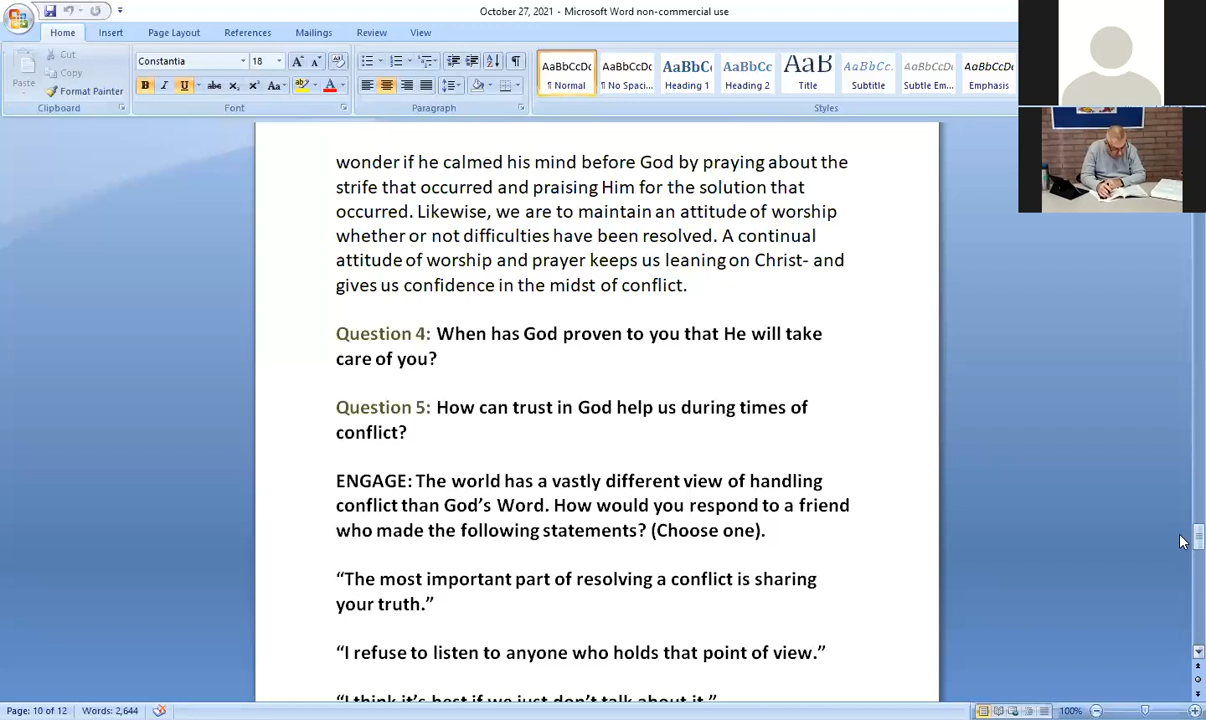 October 27, 2021 - Microsoft Word non-commercial use
Home Insert Page Layout References Mailings Review View
Cut
Copy
Paste
Format Painter
Constantia 18
AaBbCcDc AaBbCcDc AaBbCc AaBbCc AaB AaBbCc. AaBbCcDc AaBbCcDc
¶ Normal ¶ No Spaci... Heading 1 Heading 2 Title Subtitle Subtle Em... Emphasis
Clipboard Font Paragraph Styles
wonder if he calmed his mind before God by praying about the
strife that occurred and praising Him for the solution that
occurred. Likewise, we are to maintain an attitude of worship
whether or not difficulties have been resolved. A continual
attitude of worship and prayer keeps us leaning on Christ- and
gives us confidence in the midst of conflict.
Question 4: When has God proven to you that He will take
care of you?
Question 5: How can trust in God help us during times of
conflict?
ENGAGE: The world has a vastly different view of handling
conflict than God’s Word. How would you respond to a friend
who made the following statements? (Choose one).
“The most important part of resolving a conflict is sharing
your truth.”
“I refuse to listen to anyone who holds that point of view.”
“I think it’s best if we just don’t talk about it.”
Page: 10 of 12 Words: 2,644 100%